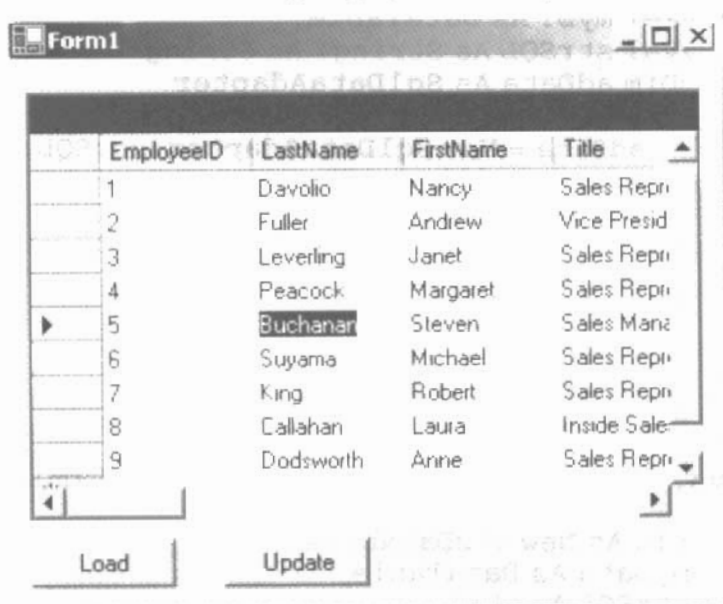 Form1
EmployeeID LastName FirstName Title
1 Davolio Nancy Sales Repr
2 Fuller Andrew Vice Presid
3 Leverling Janet Sales Repr
4 Peacock Margaret Sales Repr
5 Buchanan Steven Sales Mana
6 Suyama Michael Sales Repr
7 King Robert Sales Repr
8 Callahan Laura Inside Sale
9 Dodsworth Anne Sales Repr
Load Update